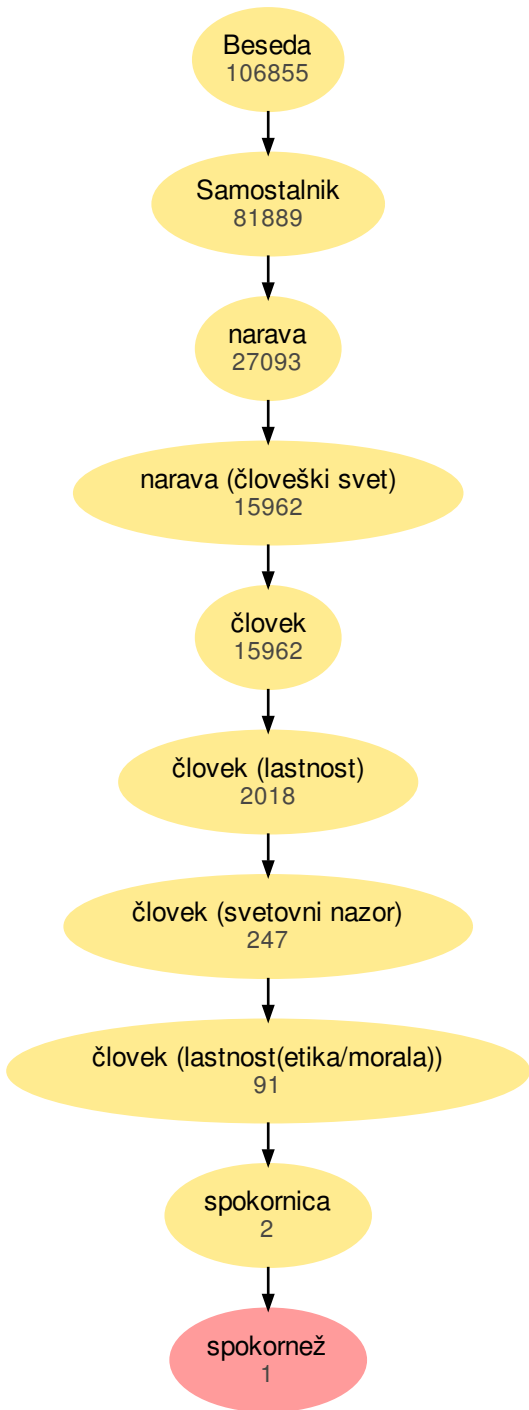 Beseda
106855
Samostalnik
81889
narava
27093
narava (človeški svet)
15962
človek
15962
človek (lastnost)
2018
človek (svetovni nazor)
247
človek (lastnost(etika/morala))
91
spokornica
2
spokornež
1